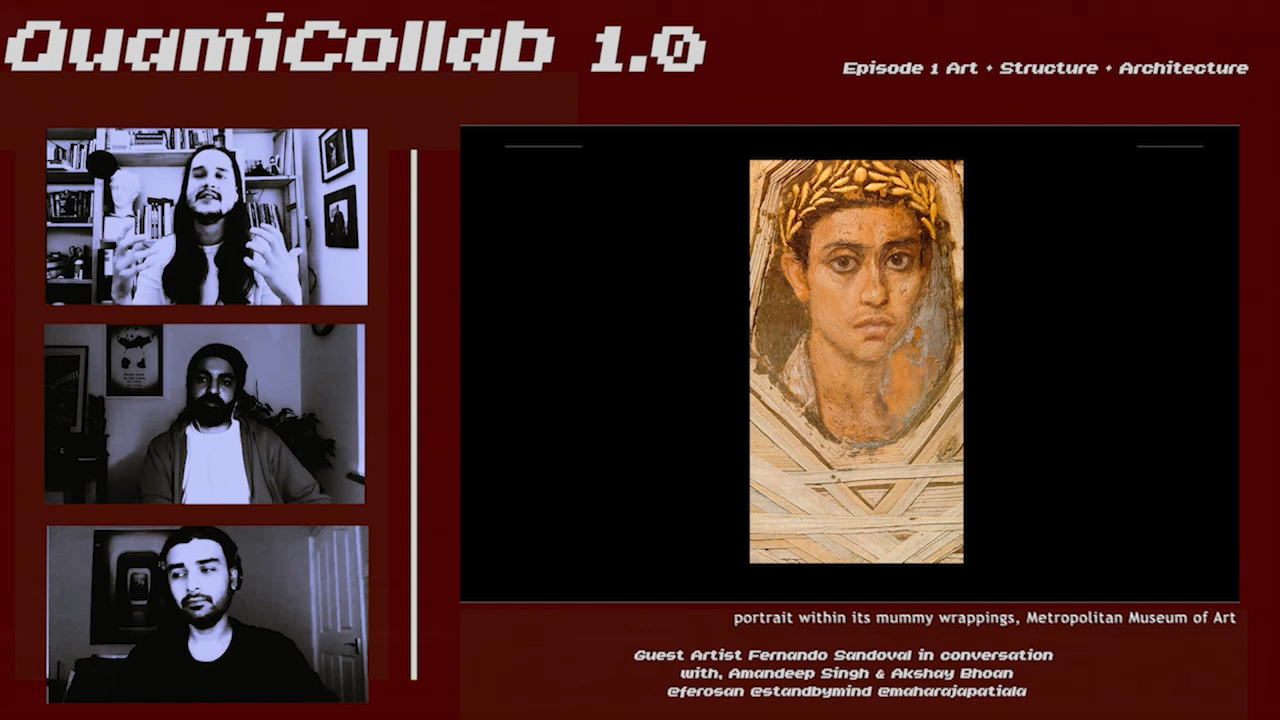 QuamiCollab 1.0
Episode 1 Art + Structure + Architecture
portrait within its mummy wrappings, Metropolitan Museum of Art
Guest Artist Fernando Sandoval in conversation
with, Amandeep Singh & Akshay Bhoan
@ferosan @standbymind @maharajapatiala